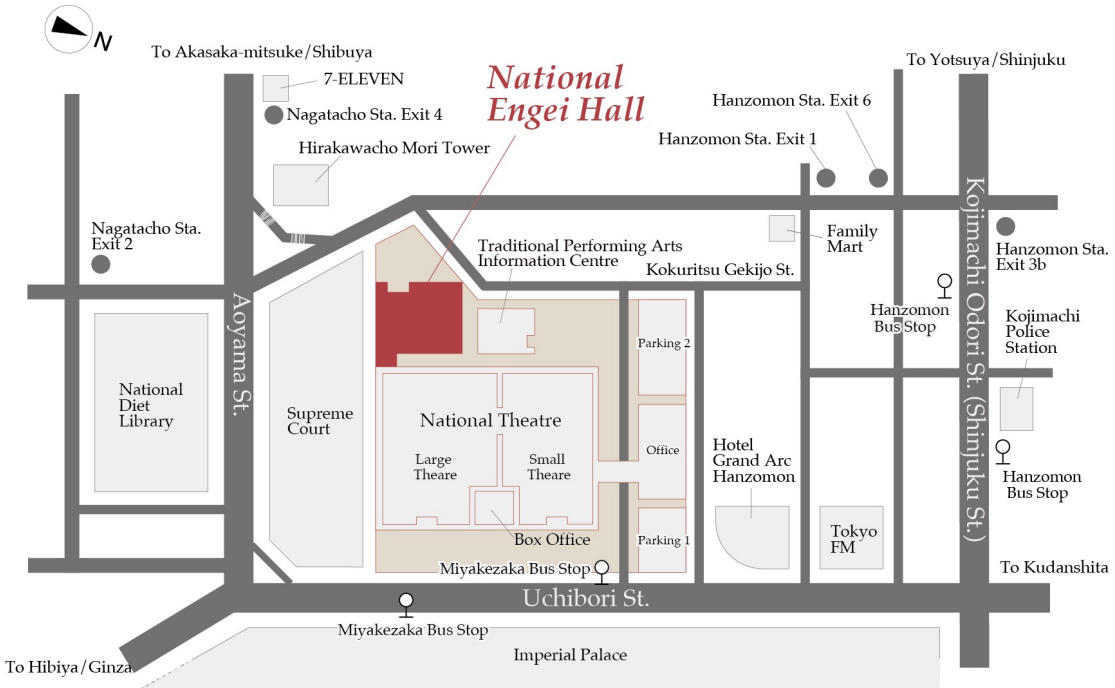 N
To Akasaka-mitsuke/Shibuya
7-ELEVEN
Nagatacho Sta. Exit 4
Hirakawacho Mori Tower
National
Engei Hall
To Yotsuya/Shinjuku
Hanzomon Sta. Exit 6
Hanzomon Sta. Exit 1
Nagatacho Sta.
Exit 2
Traditional Performing Arts
Information Centre
Family
Mart
Kokuritsu Gekijo St.
Hanzomon Sta.
Exit 3b
Hanzomon
Bus Stop
Kojimachi
Police
Station
Kojimachi Odori St. (Shinjuku St.)
Aoyama St.
National
Diet
Library
Supreme
Court
National Theatre
Large
Theare
Small
Theare
Box Office
Parking 2
Office
Parking 1
Hotel
Grand Arc
Hanzomon
Tokyo
FM
Hanzomon
Bus Stop
Miyakezaka Bus Stop
To Kudanshita
Uchibori St.
Miyakezaka Bus Stop
Imperial Palace
To Hibiya/Ginza